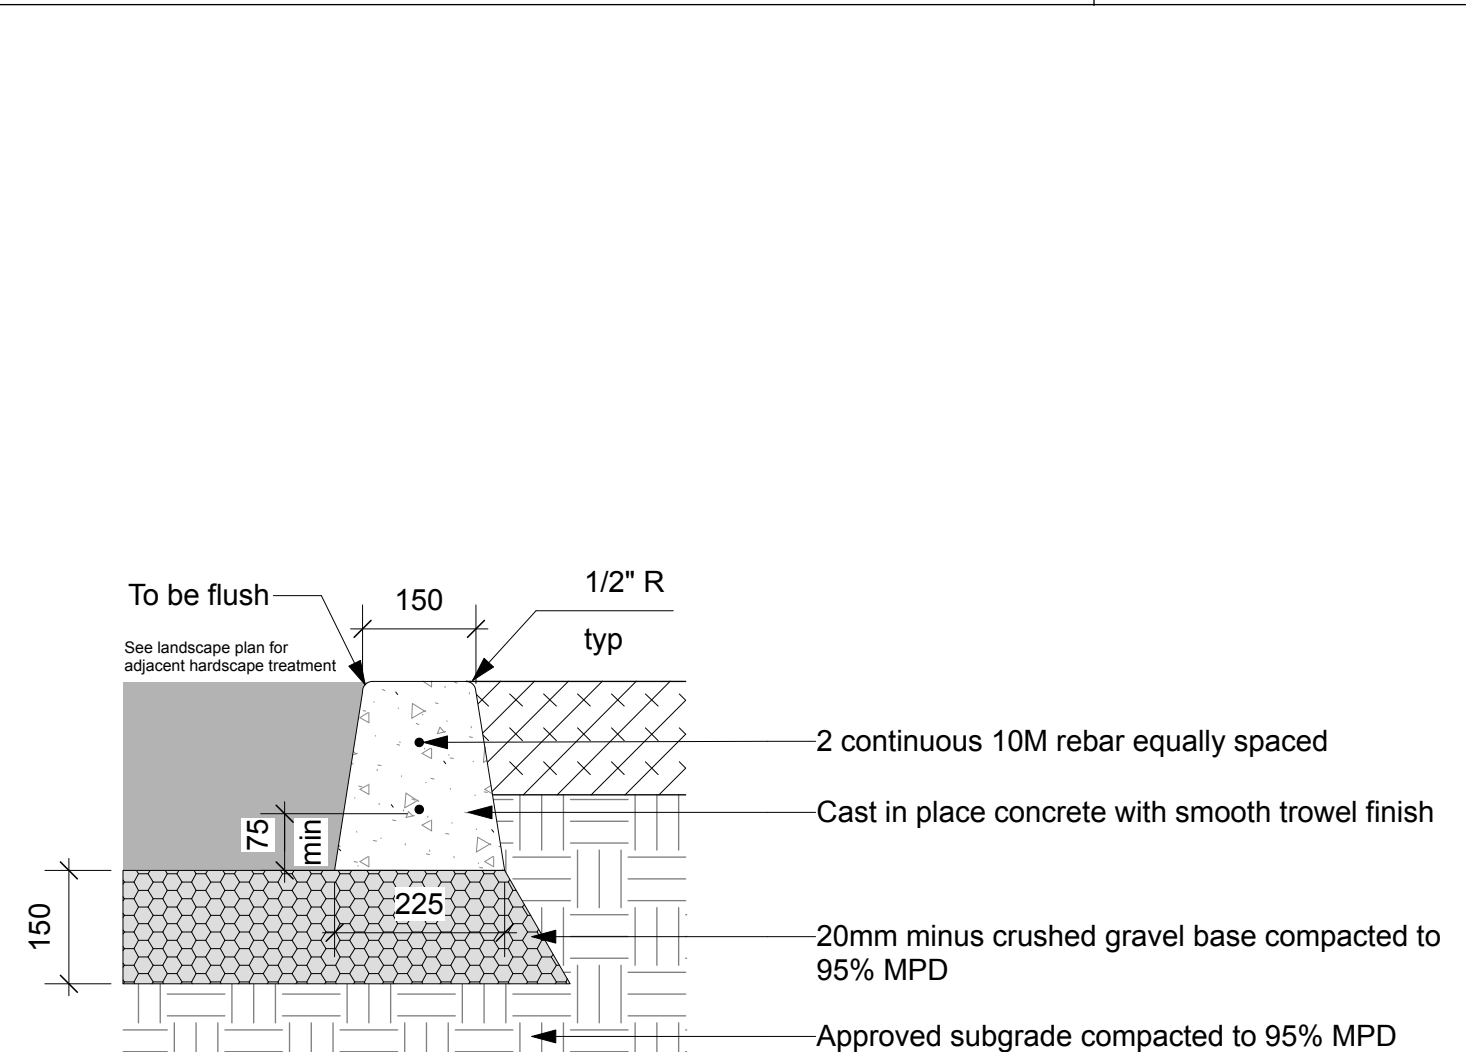 To be flush
150
1/2" R
typ
See landscape plan for
adjacent hardscape treatment
2 continuous 10M rebar equally spaced
75
min
Cast in place concrete with smooth trowel finish
150
225
20mm minus crushed gravel base compacted to
95% MPD
Approved subgrade compacted to 95% MPD